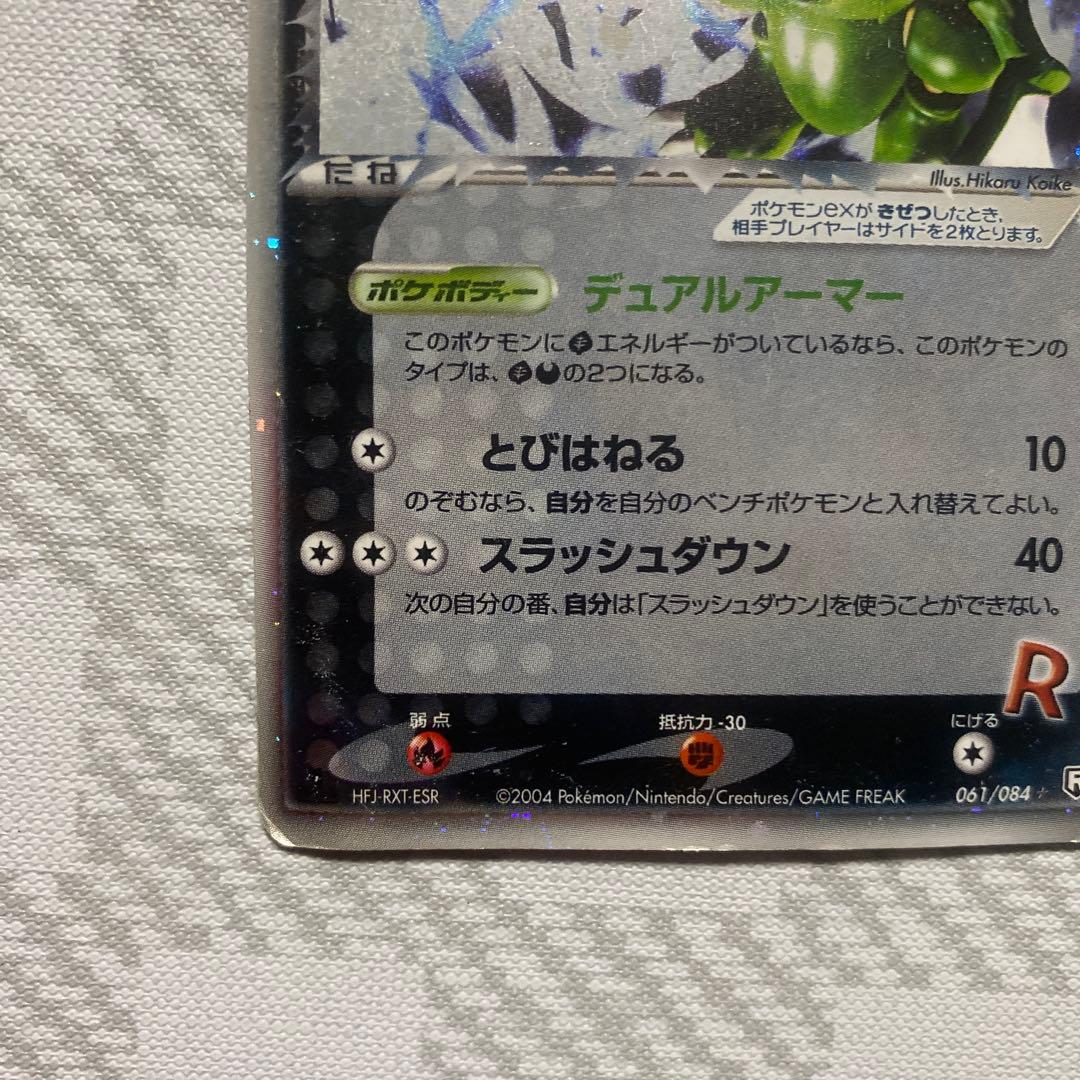 たね
Illus.Hikaru Koike
ポケモンexが きぜつしたとき、
相手プレイヤーはサイドを2枚とります。
ポケボディー デュアルアーマー
このポケモンに エネルギーがついているなら、このポケモンの
タイプは、 の2つになる。
とびはねる 10
のぞむなら、自分を自分のベンチポケモンと入れ替えてよい。
スラッシュダウン 40
次の自分の番、自分は「スラッシュダウン」を使うことができない。
R
弱点 抵抗力 -30 にげる
HFJ-RXT-ESR ©2004 Pokémon/Nintendo/Creatures/GAME FREAK 061/084 R